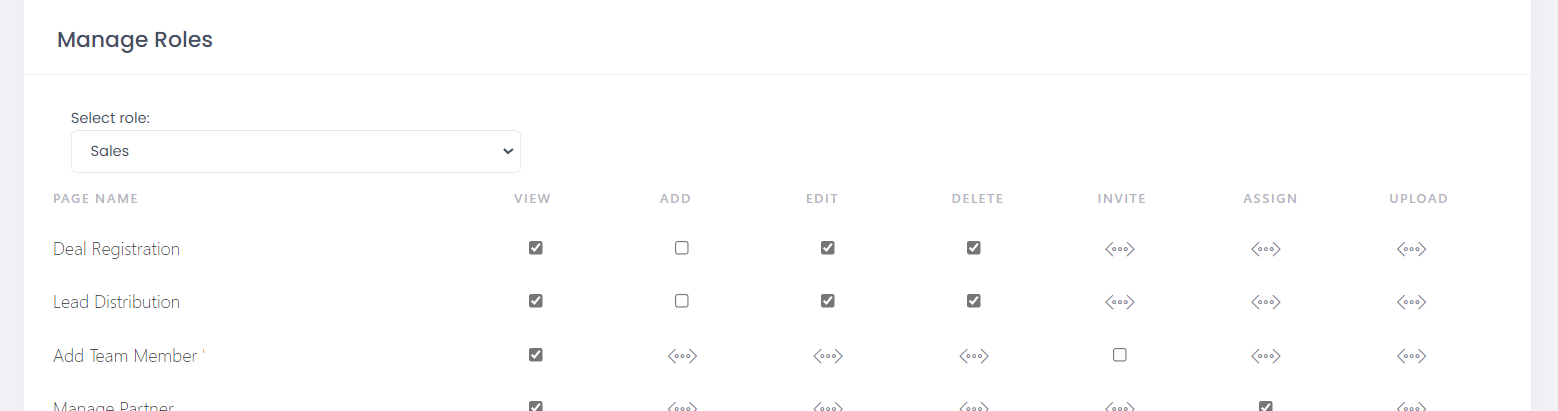 Manage Roles
Select role:
Sales
PAGE NAME VIEW ADD EDIT DELETE INVITE ASSIGN UPLOAD
Deal Registration
Lead Distribution
Add Team Member '
Manage Partner